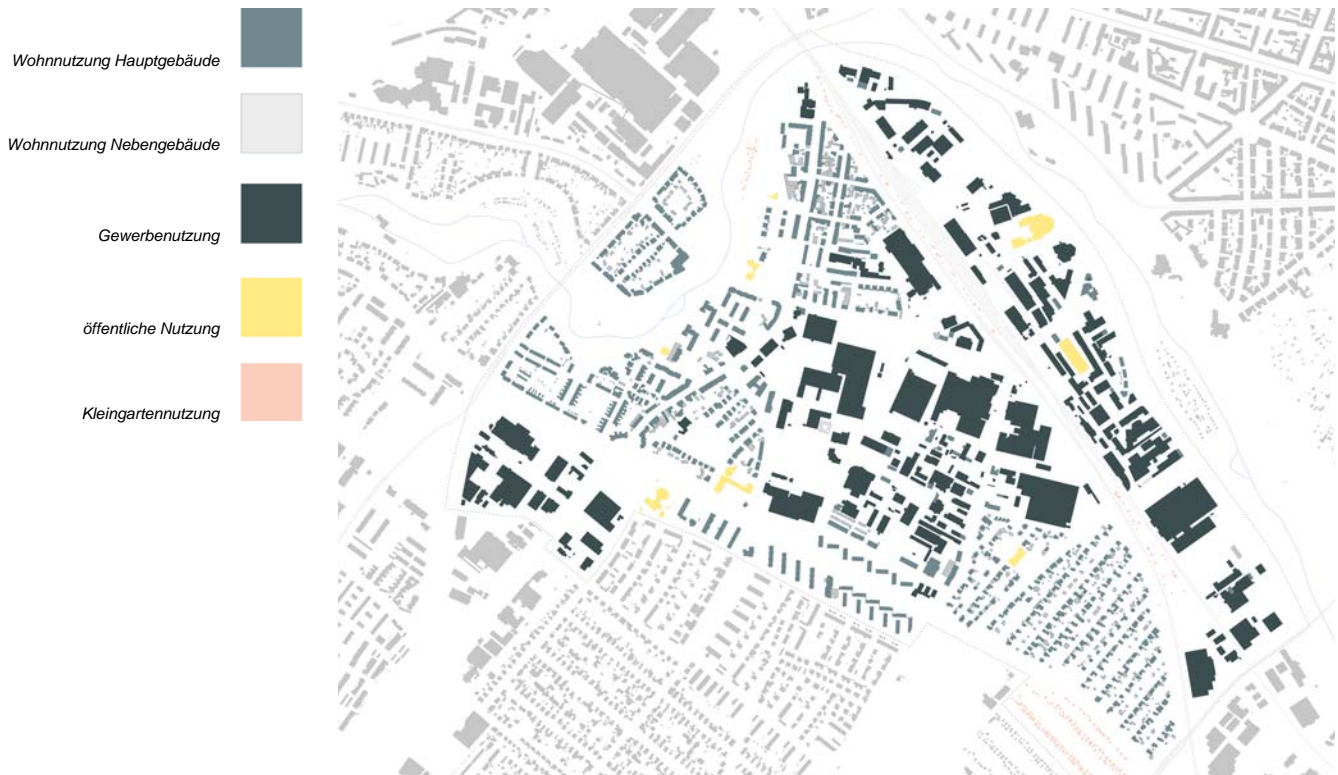 Wohnnutzung Hauptgebäude
Wohnnutzung Nebengebäude
Gewerbenutzung
öffentliche Nutzung
Kleingartennutzung